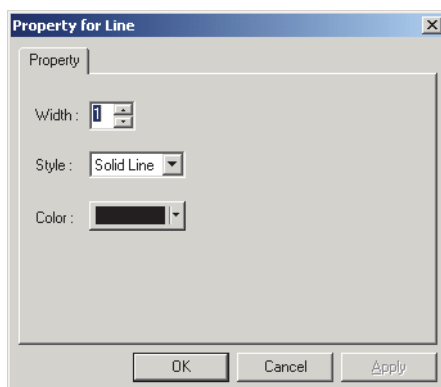 Property for Line
Property
Width : 1
Style : Solid Line
Color :
OK Cancel Apply